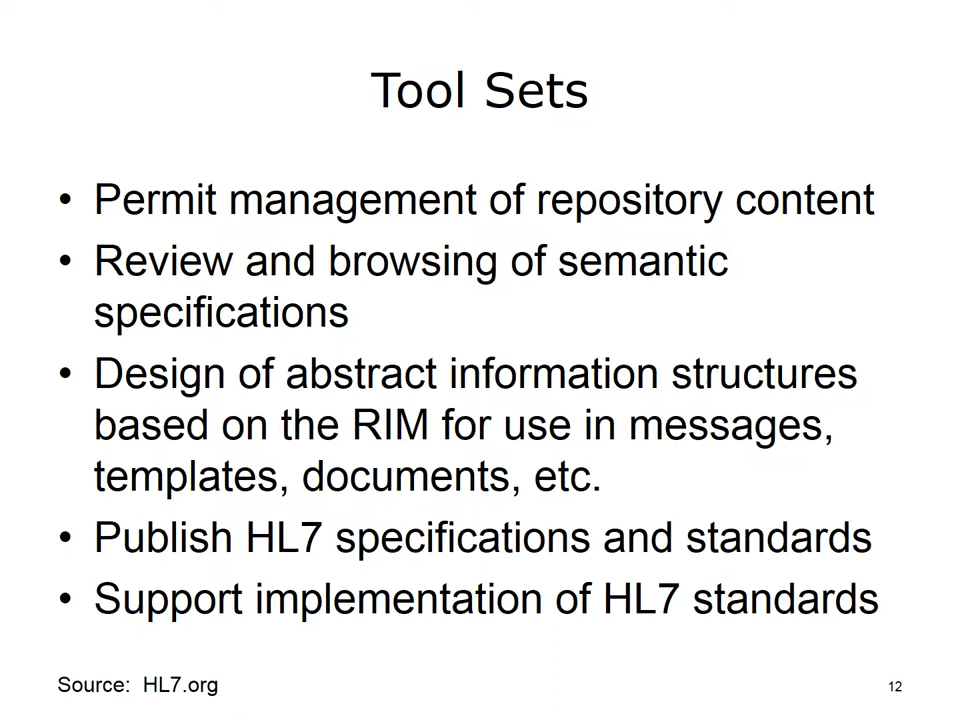 Tool Sets
• Permit management of repository content
• Review and browsing of semantic
specifications
• Design of abstract information structures
based on the RIM for use in messages,
templates, documents, etc.
• Publish HL7 specifications and standards
• Support implementation of HL7 standards
Source:  HL7.org
12